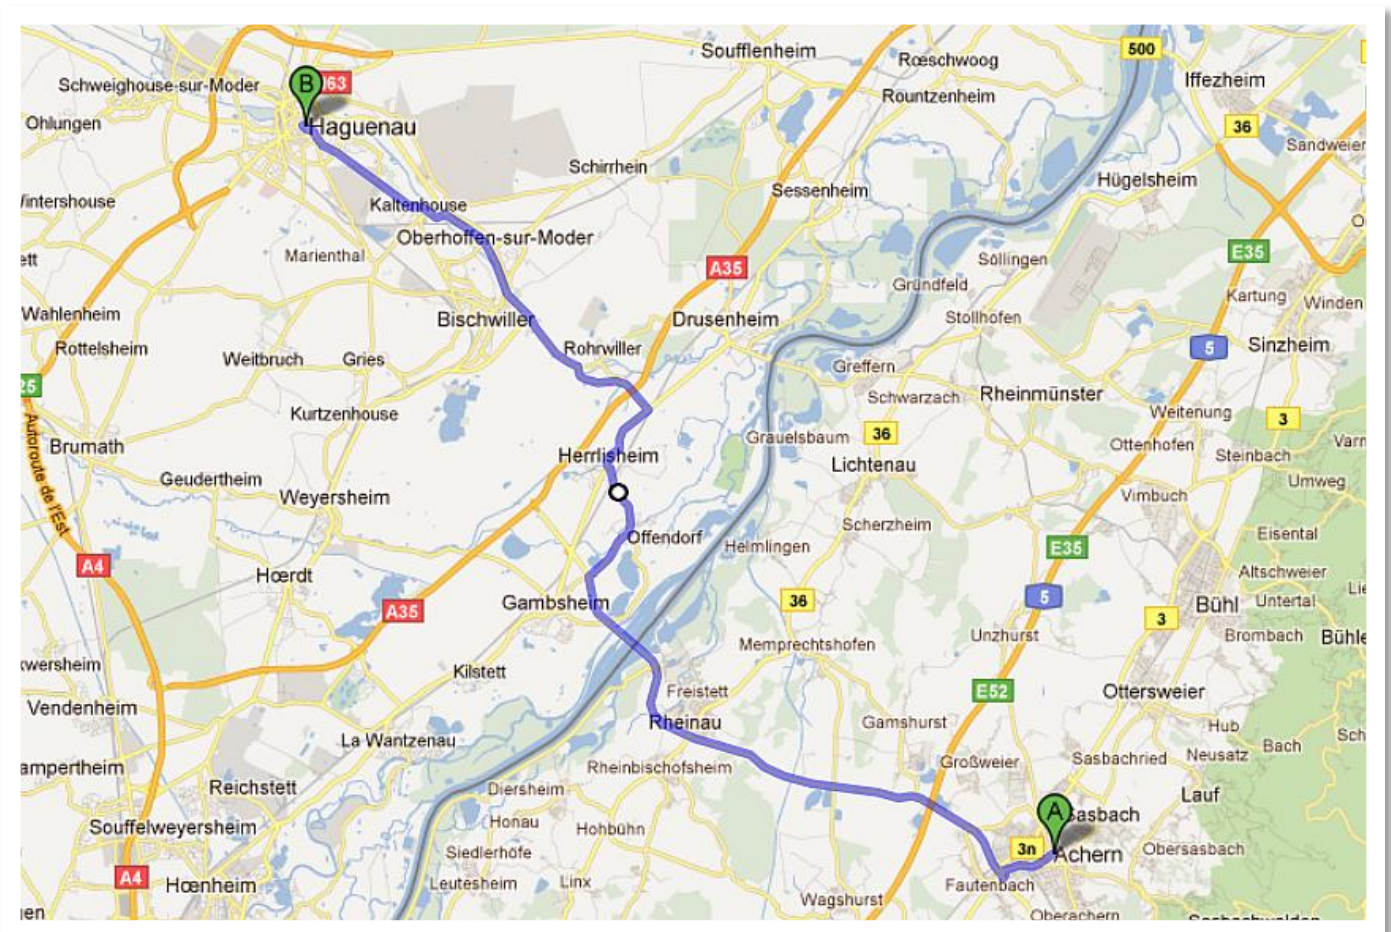 500
Soufflenheim
Rœschwoog
Iffezheim
Schweighouse-sur-Moder
B
Rountzenheim
Ohlungen
Haguenau
36
Sandweier
Schirrhein
Hügelsheim
Sessenheim
Kaltenhouse
Oberhoffen-sur-Moder
Marienthal
E35
A35
Söllingen
Gründfeld
Kartung
Winden
Wahlenheim
Bischwiller
Drusenheim
Stollhofen
Rottelsheim
Rohrwiller
5
Sinzheim
Weitbruch
Gries
Greffern
Schwarzach
Rheinmünster
Kurtzenhouse
Weitenung
3
Brumath
Grauelsbaum
36
Ottenhofen
Steinbach
Herrlisheim
Lichtenau
Geudertheim
Weyersheim
Umweg
Vimbuch
Autoroute de l'Est
Offendorf
Scherzheim
Eisental
Helmlingen
E35
A4
Hœrdt
Altschweier
Gambsheim
36
5
Bühl
Untertal
A35
3
Unzhurst
Brombach
Memprechtshofen
Kilstett
Freistett
E52
Ottersweier
Vendenheim
Rheinau
Gamshurst
Hub
La Wantzenau
Bach
Neusatz
Großweier
Sasbachried
Rheinbischofsheim
Reichstett
Diersheim
Lauf
A
Sasbach
Souffelweyersheim
Honau
Hohbühn
3n
Achern
Obersasbach
Siedlerhöfe
A4
Hœnheim
Leutesheim
Linx
Fautenbach
Wagshurst
Oberachern